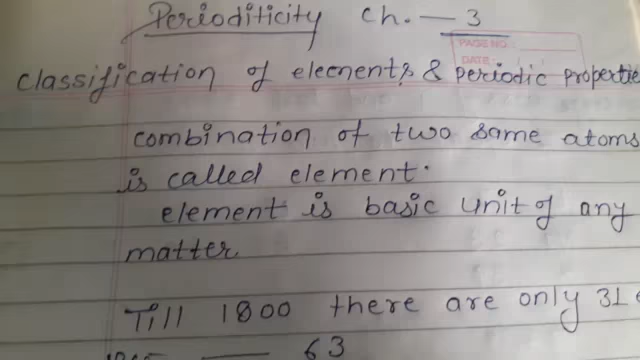 Perioditicity Ch. - 3
PAGE NO.:
DATE:
classification of elements & periodic propertie
combination of two same atoms
is called element.
element is basic unit of any
matter.
Till 1800 there are only 31
63